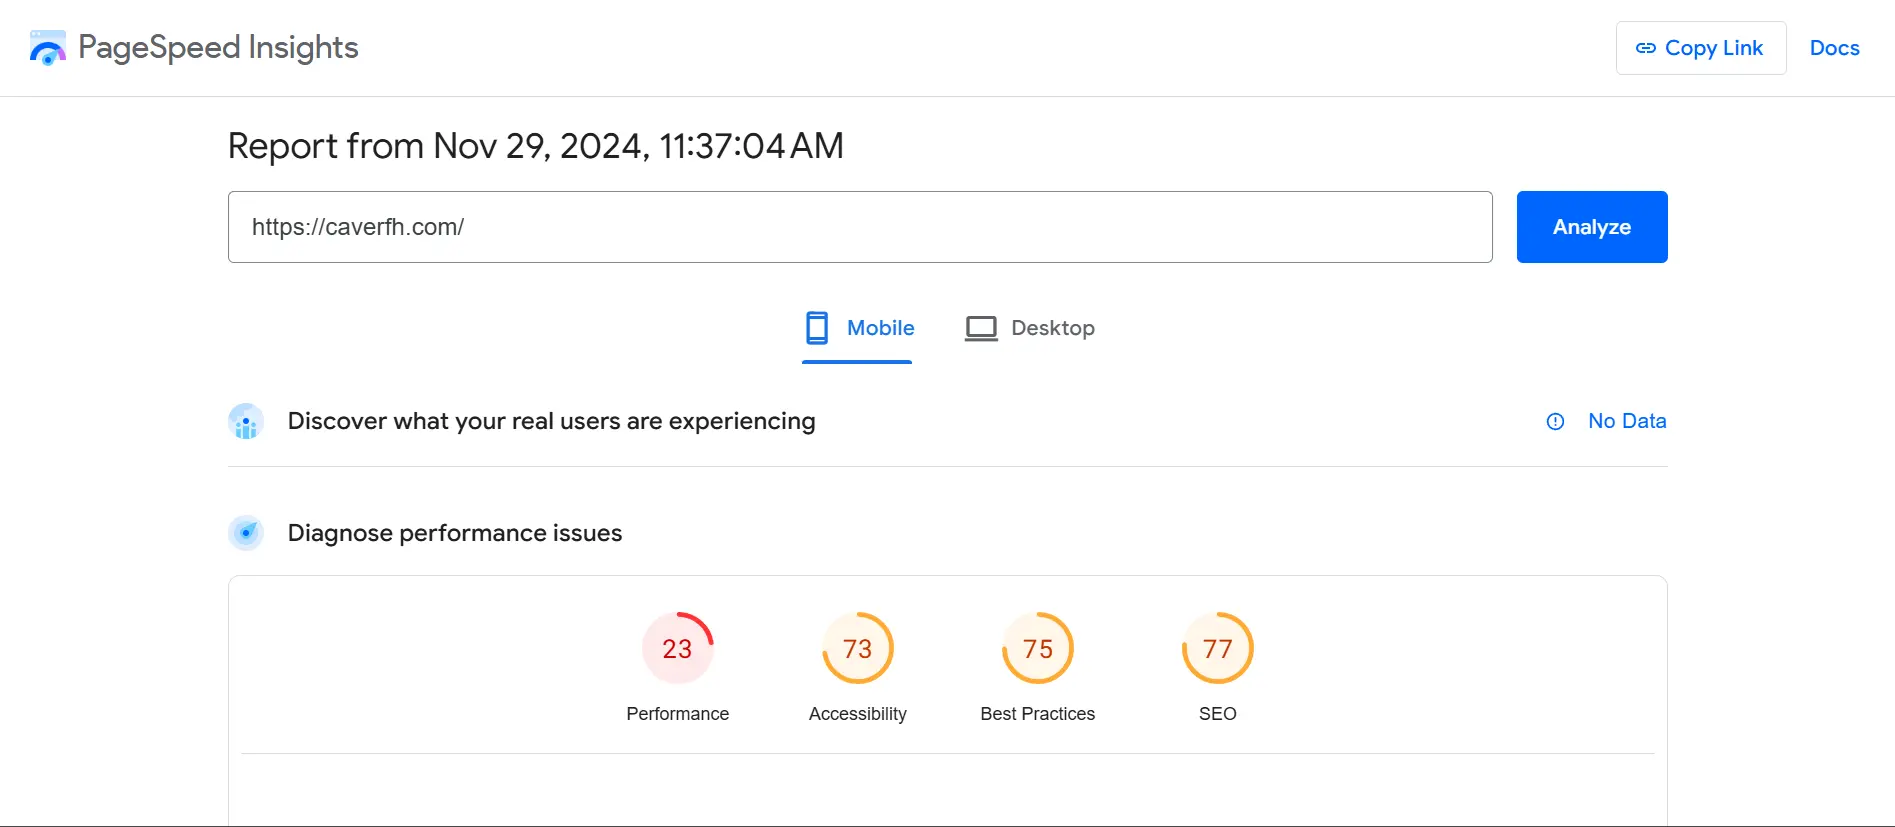 PageSpeed Insights
Copy Link
Docs
Report from Nov 29, 2024, 11:37:04 AM
https://caverfh.com/
Analyze
Mobile
Desktop
Discover what your real users are experiencing
No Data
Diagnose performance issues
23
73
75
77
Performance
Accessibility
Best Practices
SEO